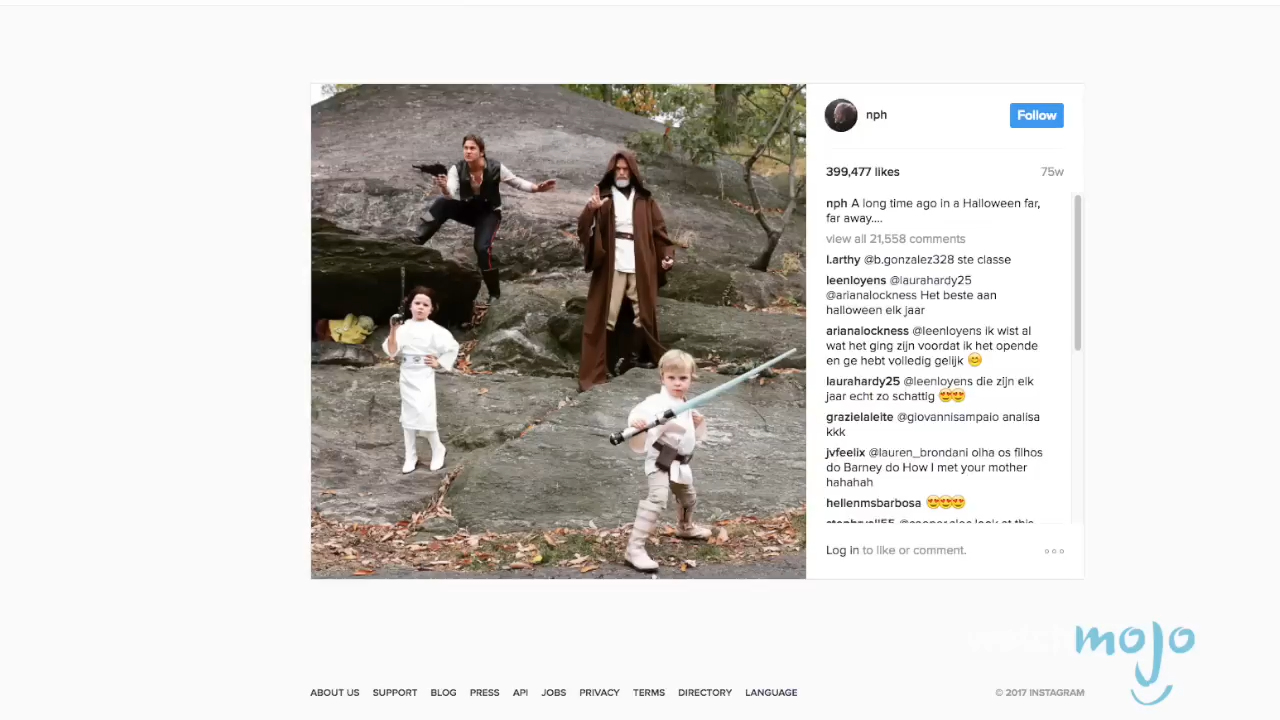 nph
Follow
399,477 likes
75w
nph A long time ago in a Halloween far,
far away....
view all 21,558 comments
l.arthy @b.gonzalez328 ste classe
leenloyens @laurahardy25
@arianalockness Het beste aan
halloween elk jaar
arianalockness @leenloyens ik wist al
wat het ging zijn voordat ik het opende
en ge hebt volledig gelijk 😊
laurahardy25 @leenloyens die zijn elk
jaar echt zo schattig 😍😍
grazielaleite @giovannisampaio analisa
kkk
jvfeelix @lauren_brondani olha os filhos
do Barney do How I met your mother
hahahah
hellenmsbarbosa 😍😍😍
look at this
Log in to like or comment.
watchmojo
ABOUT US SUPPORT BLOG PRESS API JOBS PRIVACY TERMS DIRECTORY LANGUAGE
© 2017 INSTAGRAM